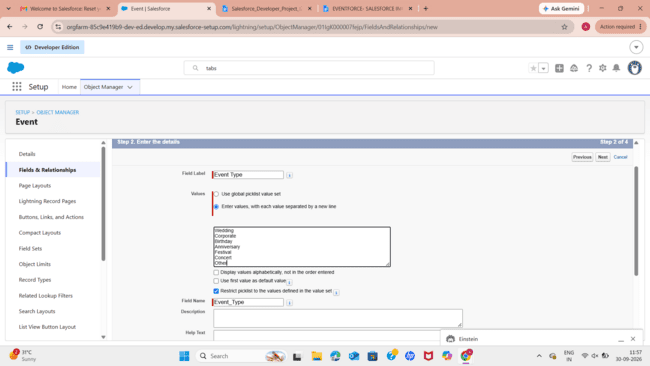 Welcome to Salesforce: Reset y
Event | Salesforce
Salesforce_Developer_Project_
EVENTFORCE- SALESFORCE
Ask Gemini
orgfarm-85c9e419b9-dev-ed.develop.my.salesforce-setup.com/lightning/setup/ObjectManager/01IgK0000007fejp/FieldsAndRelationships/new
Action required
Developer Edition
tabs
Setup
Home
Object Manager
SETUP > OBJECT MANAGER
Event
Details
Fields & Relationships
Page Layouts
Lightning Record Pages
Buttons, Links, and Actions
Compact Layouts
Field Sets
Object Limits
Record Types
Related Lookup Filters
Search Layouts
List View Button Layout
Step 2. Enter the details
Step 2 of 4
Previous
Next
Cancel
Field Label
Event Type
Values
Use global picklist value set
Enter values, with each value separated by a new line
Wedding
Corporate
Birthday
Anniversary
Festival
Concert
Other
Display values alphabetically, not in the order entered
Use first value as default value
Restrict picklist to the values defined in the value set
Field Name
Event_Type
Description
Help Text
Einstein
31°C
Sunny
Search
ENG
IN
11:57
30-09-2026